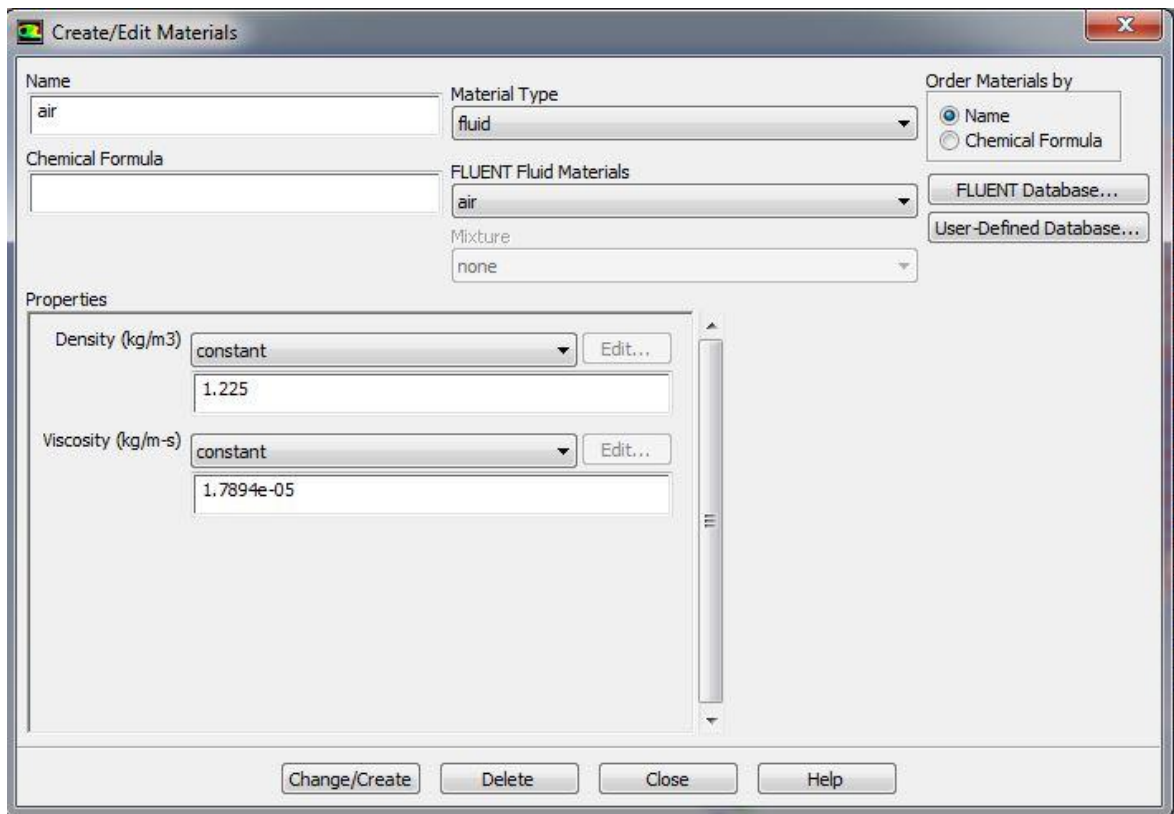 Create/Edit Materials
Name
air
Chemical Formula
Material Type
fluid
FLUENT Fluid Materials
air
Mixture
none
Order Materials by
Name
Chemical Formula
FLUENT Database...
User-Defined Database...
Properties
Density (kg/m3)
constant
Edit...
1.225
Viscosity (kg/m-s)
constant
Edit...
1.7894e-05
Change/Create
Delete
Close
Help